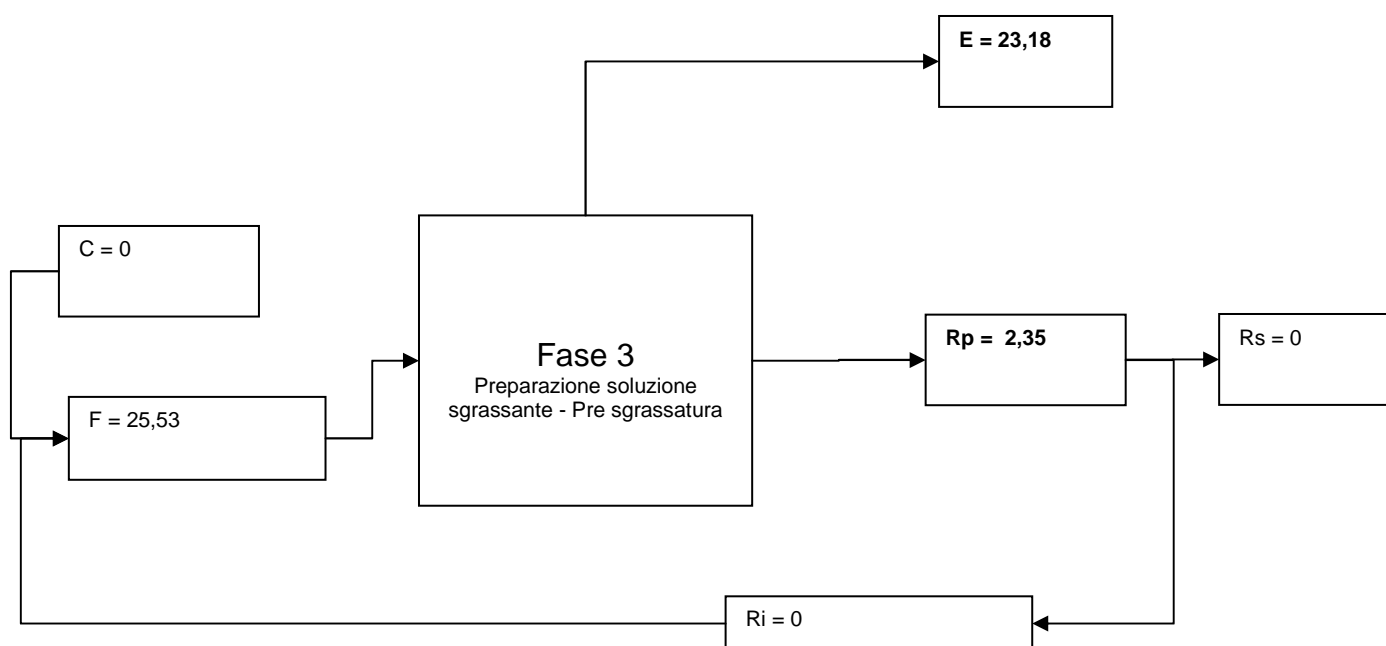 E = 23,18
C = 0
Fase 3
Preparazione soluzione
sgrassante - Pre sgrassatura
Rp = 2,35
Rs = 0
F = 25,53
Ri = 0